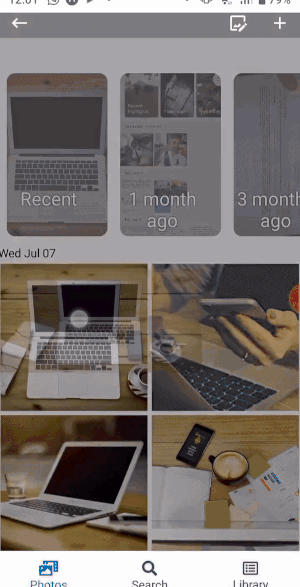 12:01
79%
Recent
1 month
ago
3 month
ago
Wed Jul 07
Photos
Search
Library